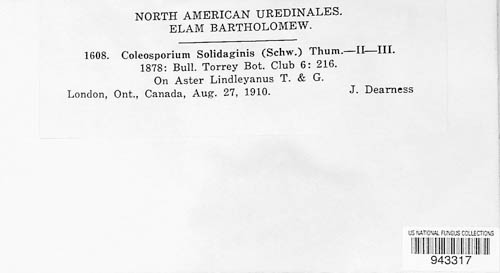 NORTH AMERICAN UREDINALES.
ELAM BARTHOLOMEW.
1608. Coleosporium Solidaginis (Schw.) Thum.—II—III.
1878: Bull. Torrey Bot. Club 6: 216.
On Aster Lindleyanus T. & G.
London, Ont., Canada, Aug. 27, 1910. J. Dearness
US NATIONAL FUNGUS COLLECTIONS
943317